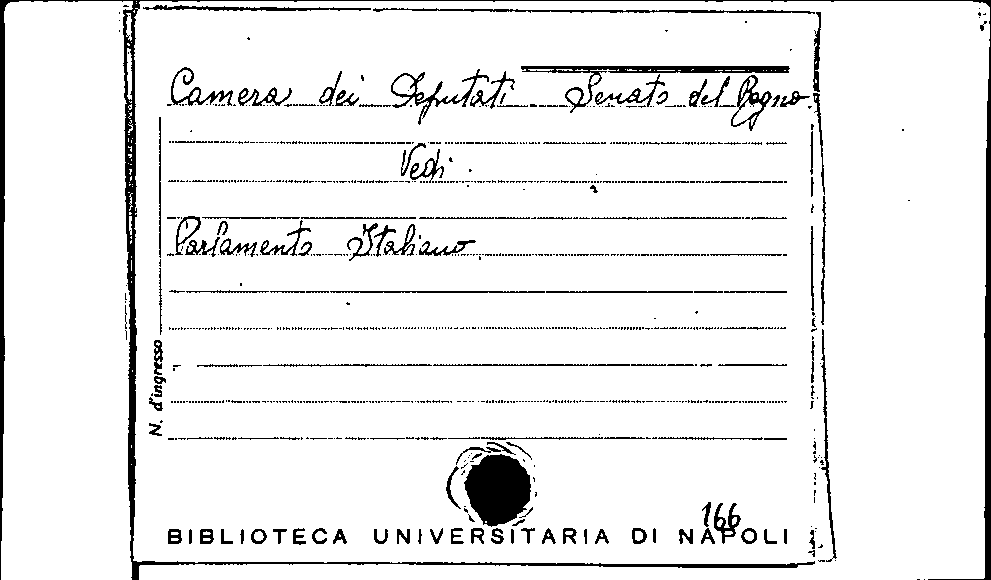 Camera dei Deputati. Senato del Regno.
Vedi.
Parlamento Italiano.
N. d'ingresso
166
BIBLIOTECA UNIVERSITARIA DI NAPOLI